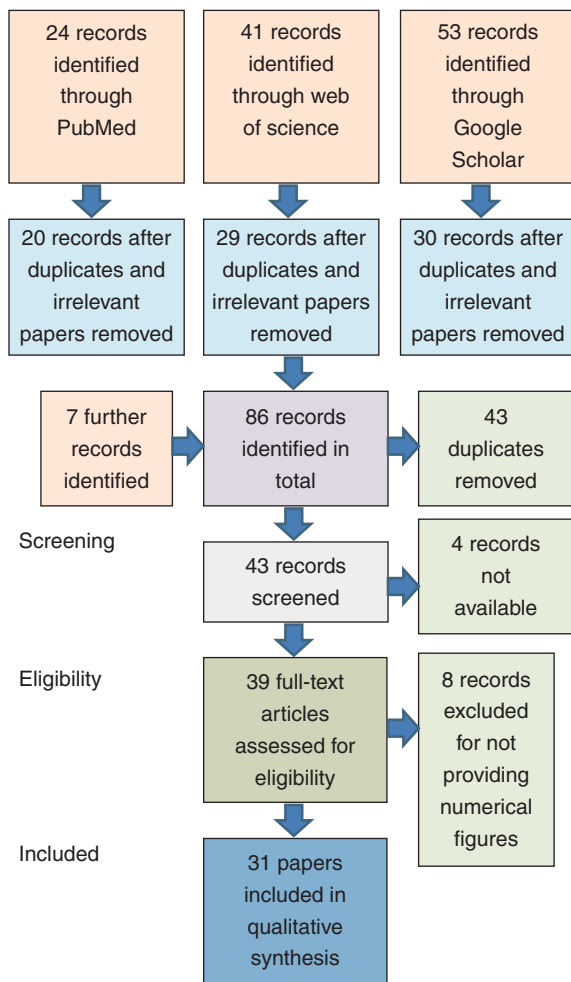 24 records
identified
through
PubMed
41 records
identified
through web
of science
53 records
identified
through
Google
Scholar
20 records after
duplicates and
irrelevant
papers removed
29 records after
duplicates and
irrelevant papers
removed
30 records after
duplicates and
irrelevant
papers removed
7 further
records
identified
86 records
identified in
total
43
duplicates
removed
Screening
43 records
screened
4 records
not
available
Eligibility
39 full-text
articles
assessed for
eligibility
8 records
excluded
for not
providing
numerical
figures
Included
31 papers
included in
qualitative
synthesis